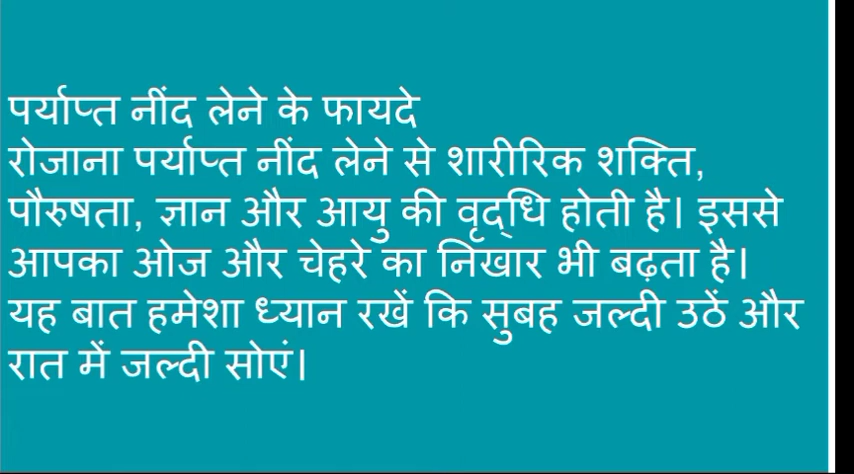 पर्याप्त नींद लेने के फायदे
रोजाना पर्याप्त नींद लेने से शारीरिक शक्ति,
पौरुषता, ज्ञान और आयु की वृद्धि होती है। इससे
आपका ओज और चेहरे का निखार भी बढ़ता है।
यह बात हमेशा ध्यान रखें कि सुबह जल्दी उठें और
रात में जल्दी सोएं।